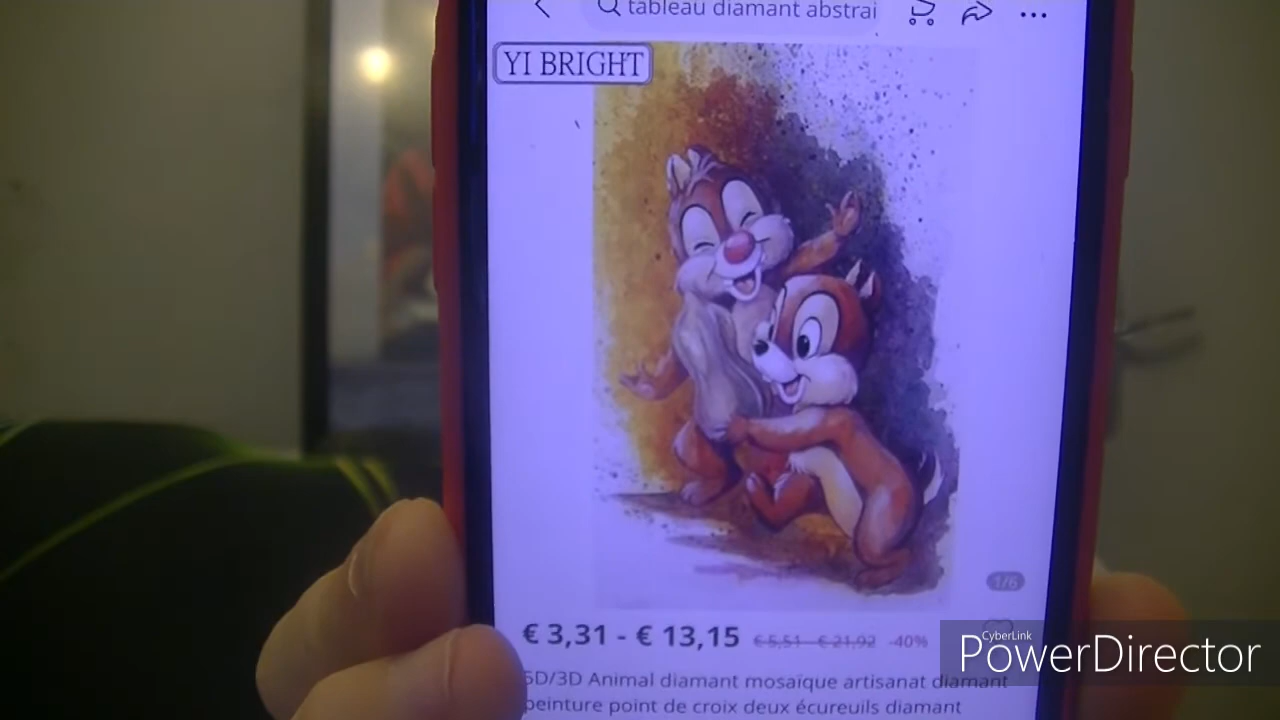 tableau diamant abstrai
YI BRIGHT
1/6
€ 3,31 - € 13,15 € 5,51 - € 21,92 -40%
5D/3D Animal diamant mosaïque artisanat diamant
peinture point de croix deux écureuils diamant
CyberLink
PowerDirector